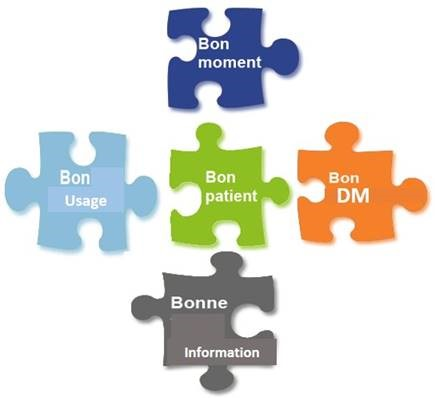 Bon
moment
Bon
Usage
Bon
patient
Bon
DM
Bonne
Information